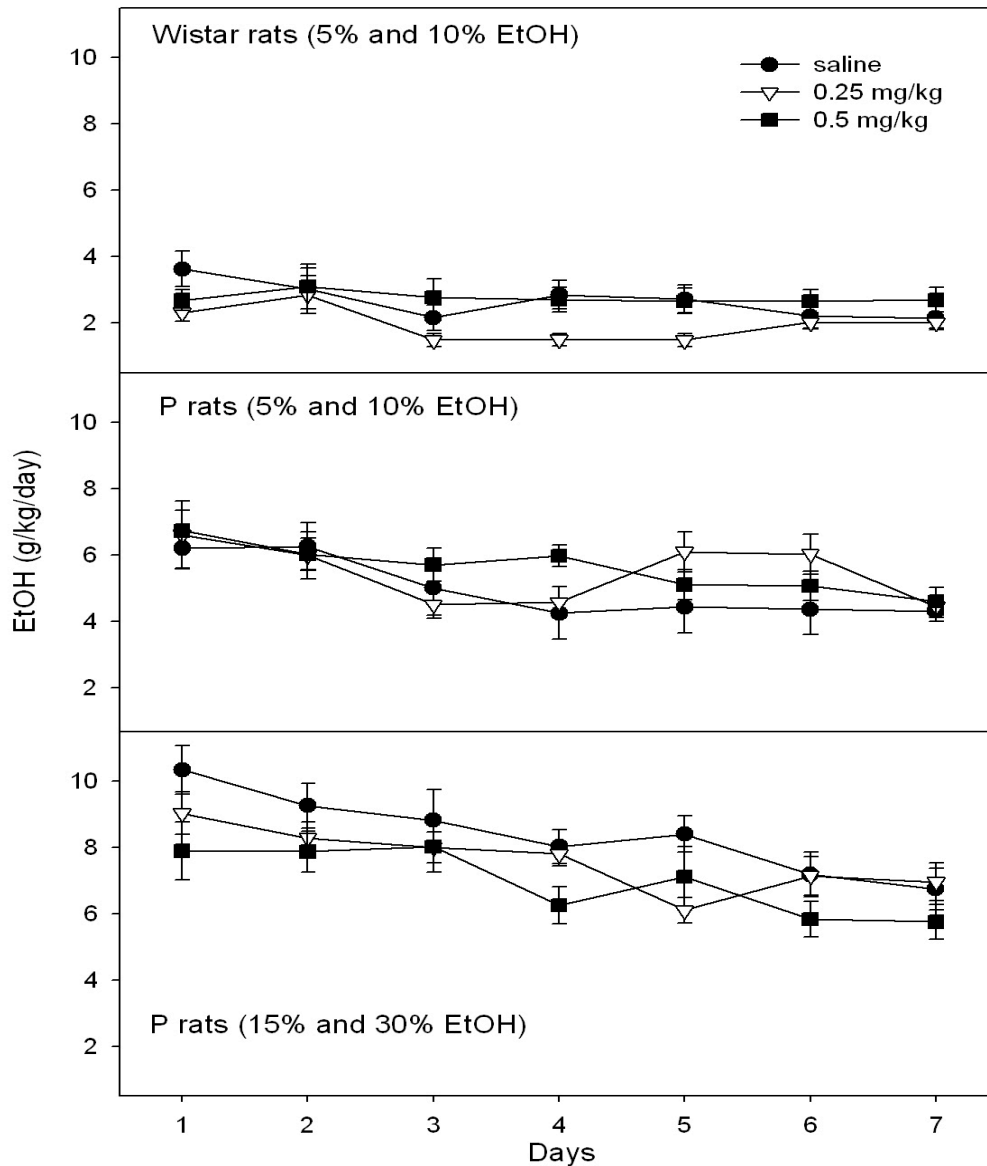 Wistar rats (5% and 10% EtOH)
saline
0.25 mg/kg
0.5 mg/kg
10
8
6
4
2
P rats (5% and 10% EtOH)
10
8
6
4
2
EtOH (g/kg/day)
10
8
6
4
2
P rats (15% and 30% EtOH)
1 2 3 4 5 6 7
Days